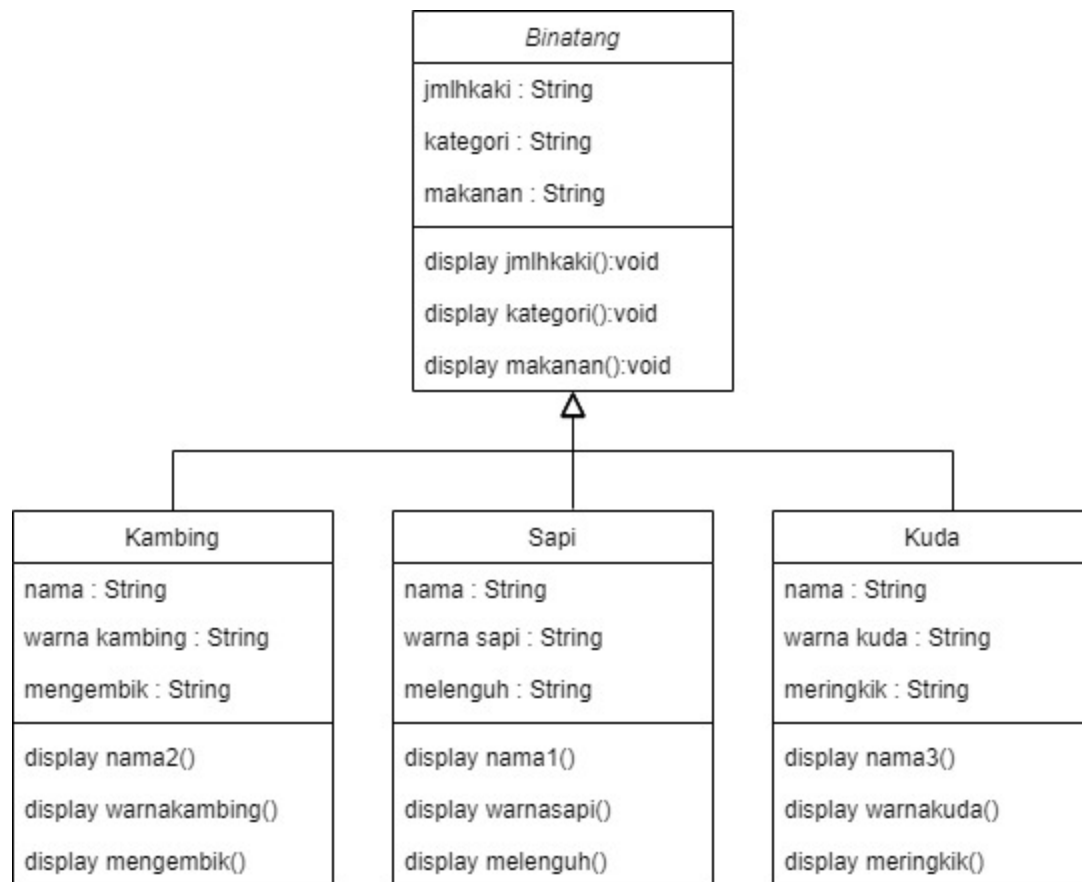 Binatang
jmlhkaki : String
kategori : String
makanan : String
display jmlhkaki():void
display kategori():void
display makanan():void
Kambing
nama : String
warna kambing : String
mengembik : String
display nama2()
display warnakambing()
display mengembik()
Sapi
nama : String
warna sapi : String
melenguh : String
display nama1()
display warnasapi()
display melenguh()
Kuda
nama : String
warna kuda : String
meringkik : String
display nama3()
display warnakuda()
display meringkik()